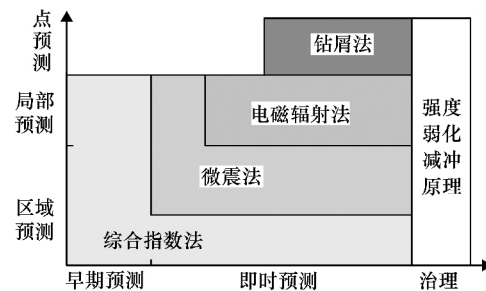 点
预
测
钻屑法
局部
预测
电磁辐射法
强度
弱化
减冲
原理
微震法
区域
预测
综合指数法
早期预测
即时预测
治理